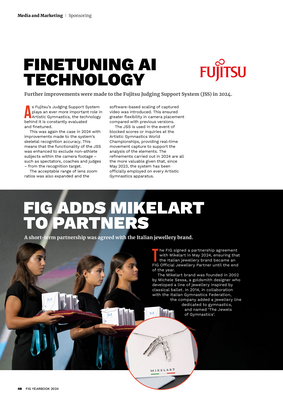 Media and Marketing | Sponsoring
FINETUNING AI
TECHNOLOGY
FUJITSU
Further improvements were made to the Fujitsu Judging Support System (JSS) in 2024.
As Fujitsu's Judging Support System
plays an ever more important role in
Artistic Gymnastics, the technology
behind it is constantly evaluated
and finetuned.
This was again the case in 2024 with
improvements made to the system's
skeletal recognition accuracy. This
means that the functionality of the JSS
was enhanced to exclude non-athlete
subjects within the camera footage –
such as spectators, coaches and judges
– from the recognition target.
The acceptable range of lens zoom
ratios was also expanded and the
software-based scaling of captured
video was introduced. This ensured
greater flexibility in camera placement
compared with previous versions.
The JSS is used in the event of
blocked scores or inquiries at the
Artistic Gymnastics World
Championships, providing real-time
movement capture to support the
analysis of the elements. The
refinements carried out in 2024 are all
the more valuable given that, since
May 2023, the system has been
officially employed on every Artistic
Gymnastics apparatus.
FIG ADDS MIKELART
TO PARTNERS
A short-term partnership was agreed with the Italian jewellery brand.
The FIG signed a partnership agreement
with Mikelart in May 2024, ensuring that
the Italian jewellery brand became an
FIG Official Jewellery Partner until the end
of the year.
The Mikelart brand was founded in 2002
by Michele Sessa, a goldsmith designer who
developed a line of jewellery inspired by
classical ballet. In 2016, in collaboration
with the Italian Gymnastics Federation,
the company added a jewellery line
dedicated to gymnastics,
and named 'The Jewels
of Gymnastics'.
MIKELART
48 FIG YEARBOOK 2024